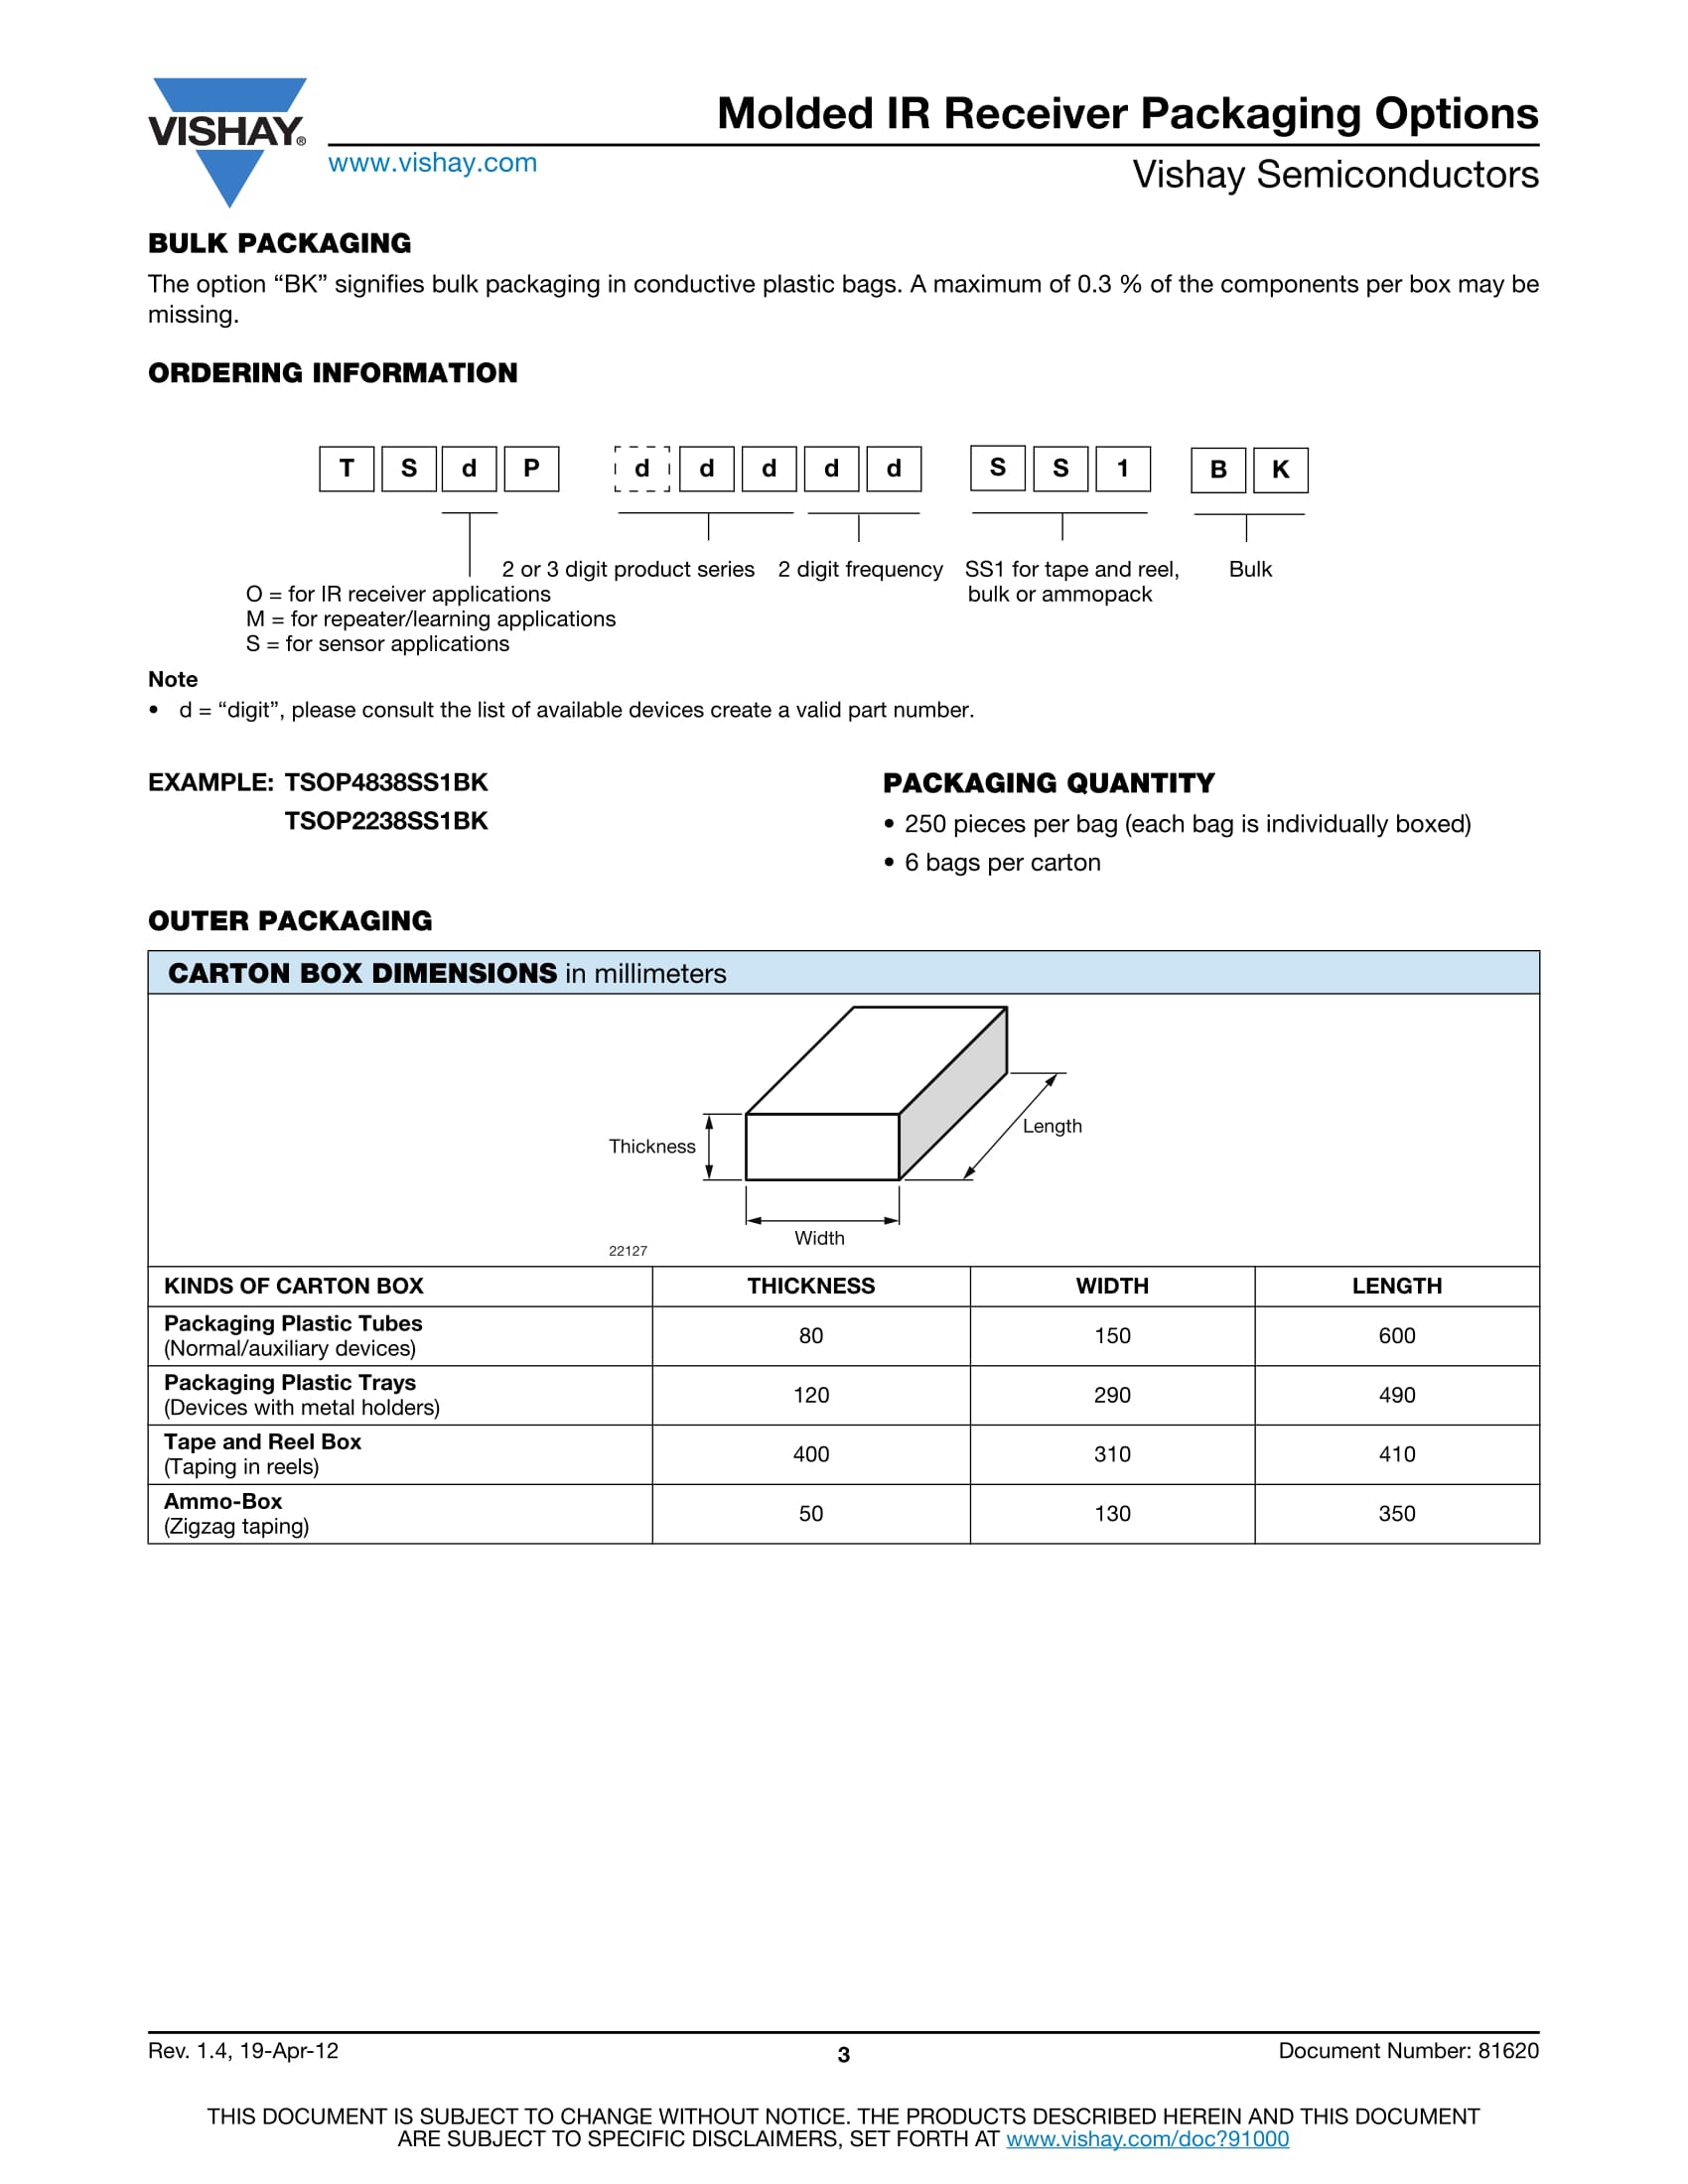 VISHAY®
www.vishay.com
Molded IR Receiver Packaging Options
Vishay Semiconductors
BULK PACKAGING
The option “BK” signifies bulk packaging in conductive plastic bags. A maximum of 0.3 % of the components per box may be
missing.
ORDERING INFORMATION
T S d P d d d d d S S 1 B K
2 or 3 digit product series 2 digit frequency SS1 for tape and reel, Bulk
bulk or ammopack
O = for IR receiver applications
M = for repeater/learning applications
S = for sensor applications
Note
• d = “digit”, please consult the list of available devices create a valid part number.
EXAMPLE: TSOP4838SS1BK
TSOP2238SS1BK
PACKAGING QUANTITY
• 250 pieces per bag (each bag is individually boxed)
• 6 bags per carton
OUTER PACKAGING
CARTON BOX DIMENSIONS in millimeters
Thickness
Length
Width
22127
KINDS OF CARTON BOX THICKNESS WIDTH LENGTH
Packaging Plastic Tubes
(Normal/auxiliary devices) 80 150 600
Packaging Plastic Trays
(Devices with metal holders) 120 290 490
Tape and Reel Box
(Taping in reels) 400 310 410
Ammo-Box
(Zigzag taping) 50 130 350
Rev. 1.4, 19-Apr-12 3 Document Number: 81620
THIS DOCUMENT IS SUBJECT TO CHANGE WITHOUT NOTICE. THE PRODUCTS DESCRIBED HEREIN AND THIS DOCUMENT
ARE SUBJECT TO SPECIFIC DISCLAIMERS, SET FORTH AT www.vishay.com/doc?91000